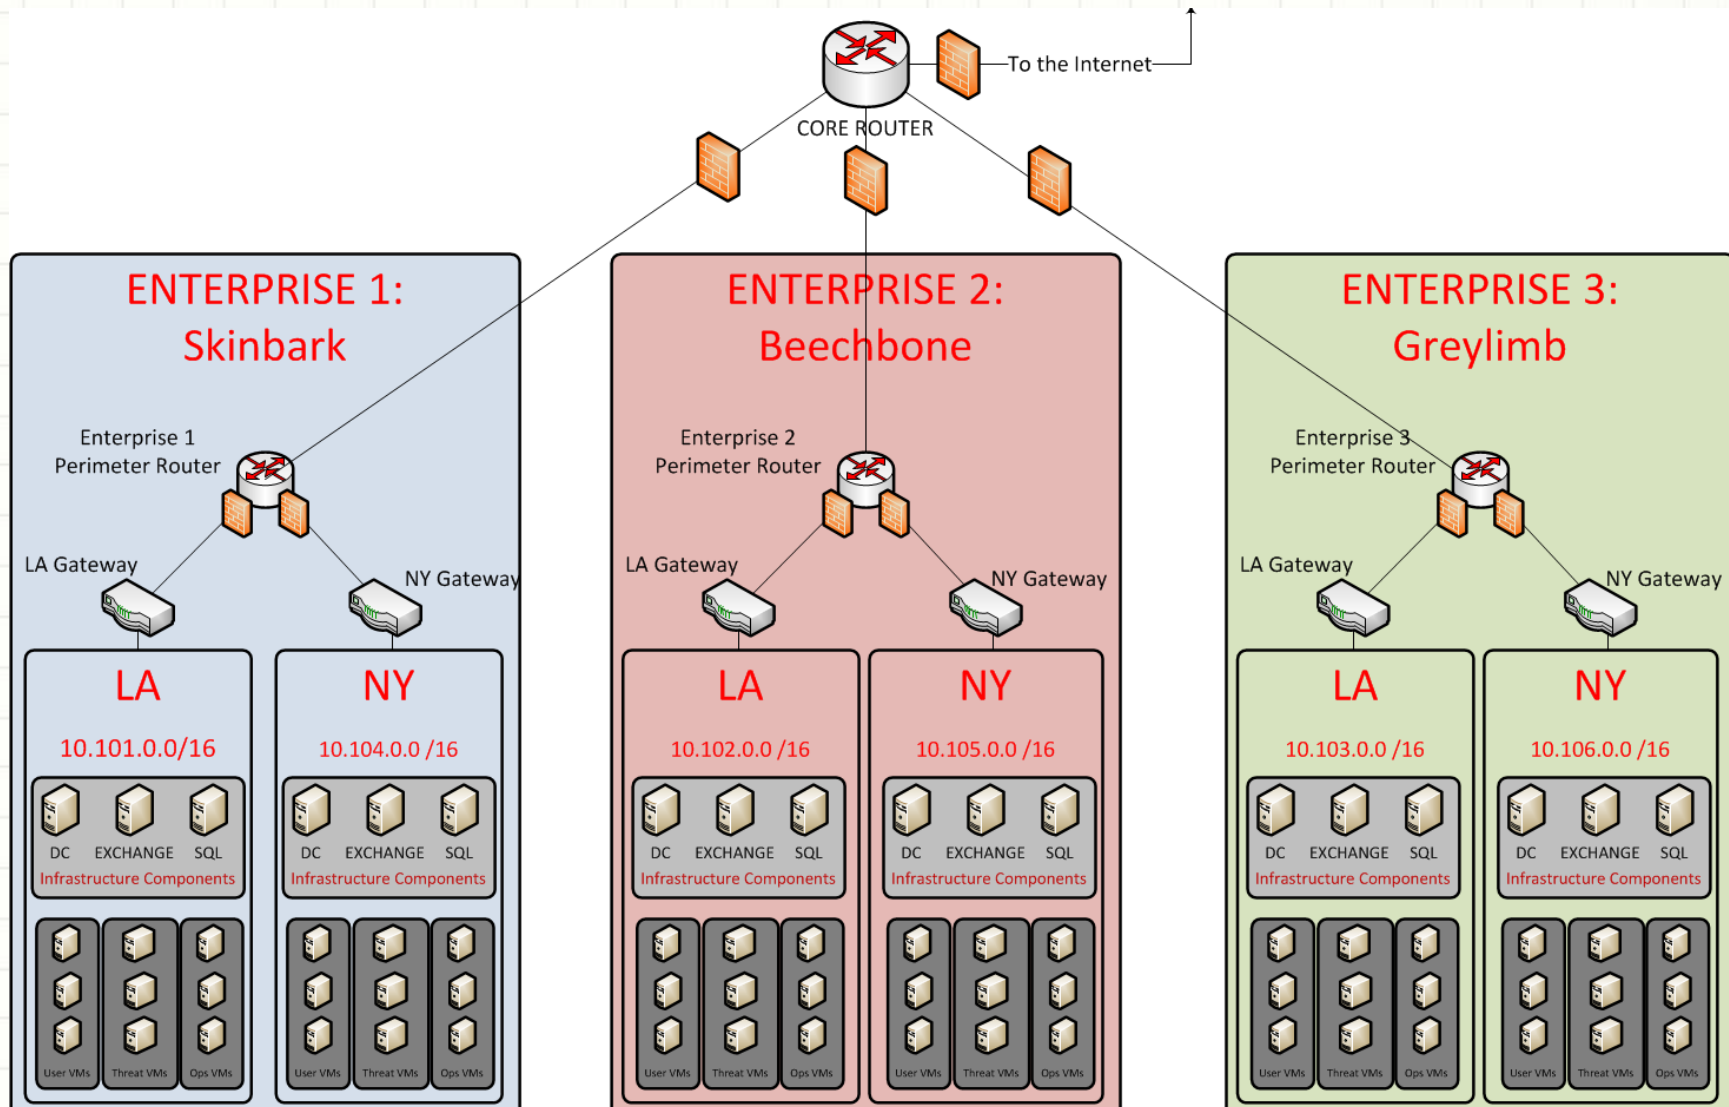 To the Internet
CORE ROUTER
ENTERPRISE 1:
Skinbark
Enterprise 1
Perimeter Router
LA Gateway
NY Gateway
LA
10.101.0.0/16
DC EXCHANGE SQL
Infrastructure Components
User VMs Threat VMs Ops VMs
NY
10.104.0.0 /16
DC EXCHANGE SQL
Infrastructure Components
User VMs Threat VMs Ops VMs
ENTERPRISE 2:
Beechbone
Enterprise 2
Perimeter Router
LA Gateway
NY Gateway
LA
10.102.0.0 /16
DC EXCHANGE SQL
Infrastructure Components
User VMs Threat VMs Ops VMs
NY
10.105.0.0 /16
DC EXCHANGE SQL
Infrastructure Components
User VMs Threat VMs Ops VMs
ENTERPRISE 3:
Greylimb
Enterprise 3
Perimeter Router
LA Gateway
NY Gateway
LA
10.103.0.0 /16
DC EXCHANGE SQL
Infrastructure Components
User VMs Threat VMs Ops VMs
NY
10.106.0.0 /16
DC EXCHANGE SQL
Infrastructure Components
User VMs Threat VMs Ops VMs